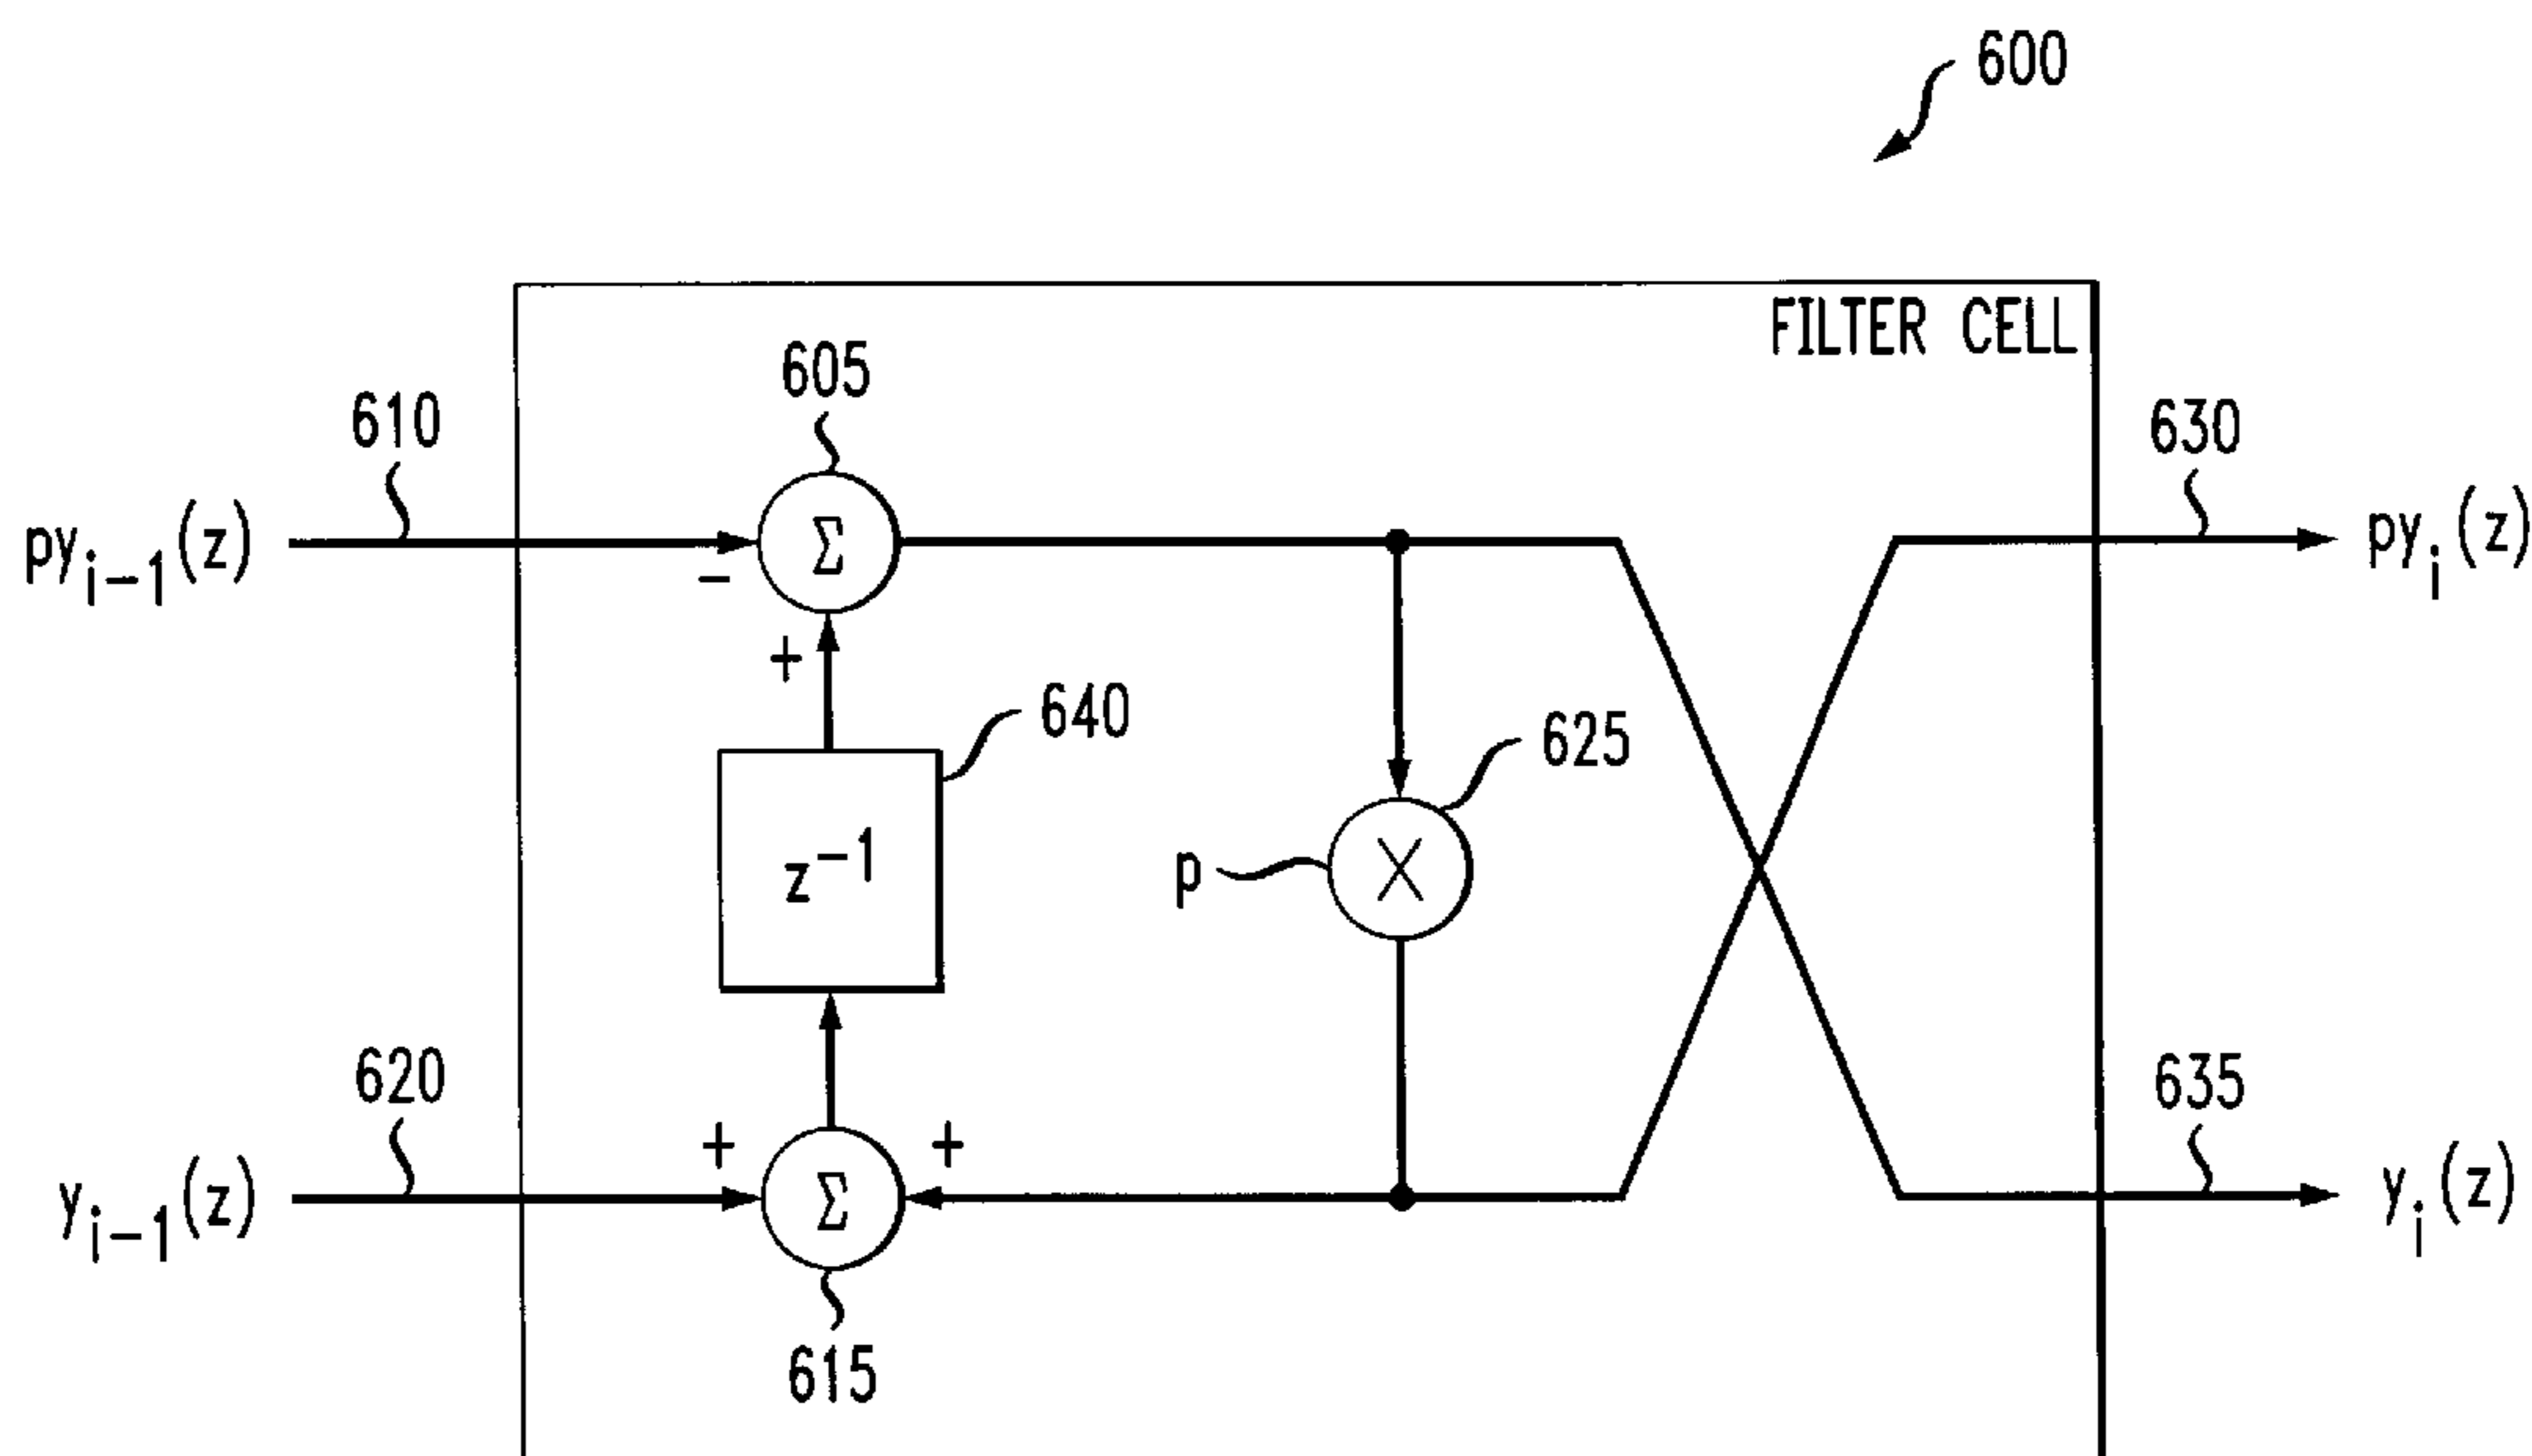 600
FILTER CELL
605
610
630
py_{i-1}(z)
Σ
py_i(z)
-
+
640
625
z^{-1}
p
X
620
635
+
+
y_{i-1}(z)
Σ
y_i(z)
615